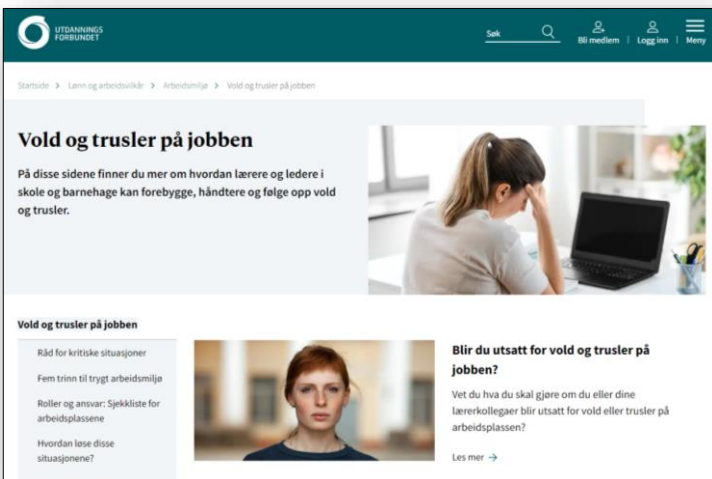 UTDANNINGS
FORBUNDET
Søk
Bli medlem | Logg inn | Meny
Startside > Lønn og arbeidsvilkår > Arbeidsmiljø > Vold og trusler på jobben
Vold og trusler på jobben
På disse sidene finner du mer om hvordan lærere og ledere i
skole og barnehage kan forebygge, håndtere og følge opp vold
og trusler.
Vold og trusler på jobben
Råd for kritiske situasjoner
Fem trinn til trygt arbeidsmiljø
Roller og ansvar: Sjekkliste for
arbeidsplassene
Hvordan løse disse
situasjonene?
Blir du utsatt for vold og trusler på
jobben?
Vet du hva du skal gjøre om du eller dine
lærerkollegaer blir utsatt for vold eller trusler på
arbeidsplassen?
Les mer →